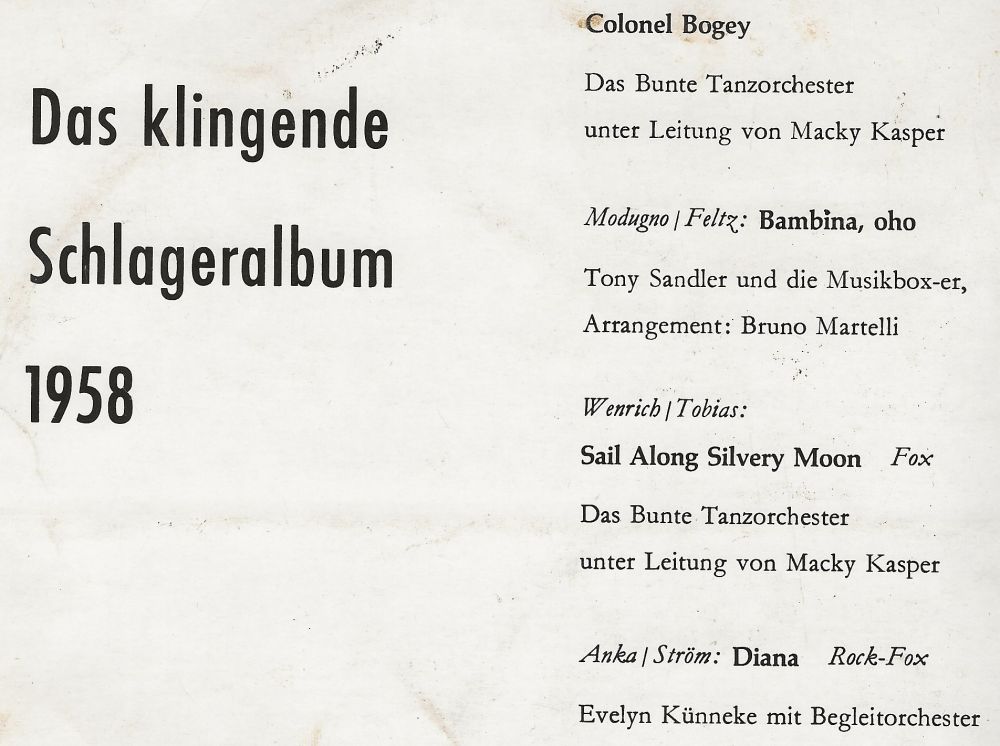 Das klingende
Schlageralbum
1958
Colonel Bogey
Das Bunte Tanzorchester
unter Leitung von Macky Kasper
Modugno / Feltz: Bambina, oho
Tony Sandler und die Musikbox-er,
Arrangement: Bruno Martelli
Wenrich / Tobias:
Sail Along Silvery Moon Fox
Das Bunte Tanzorchester
unter Leitung von Macky Kasper
Anka / Ström: Diana Rock-Fox
Evelyn Künneke mit Begleitorchester